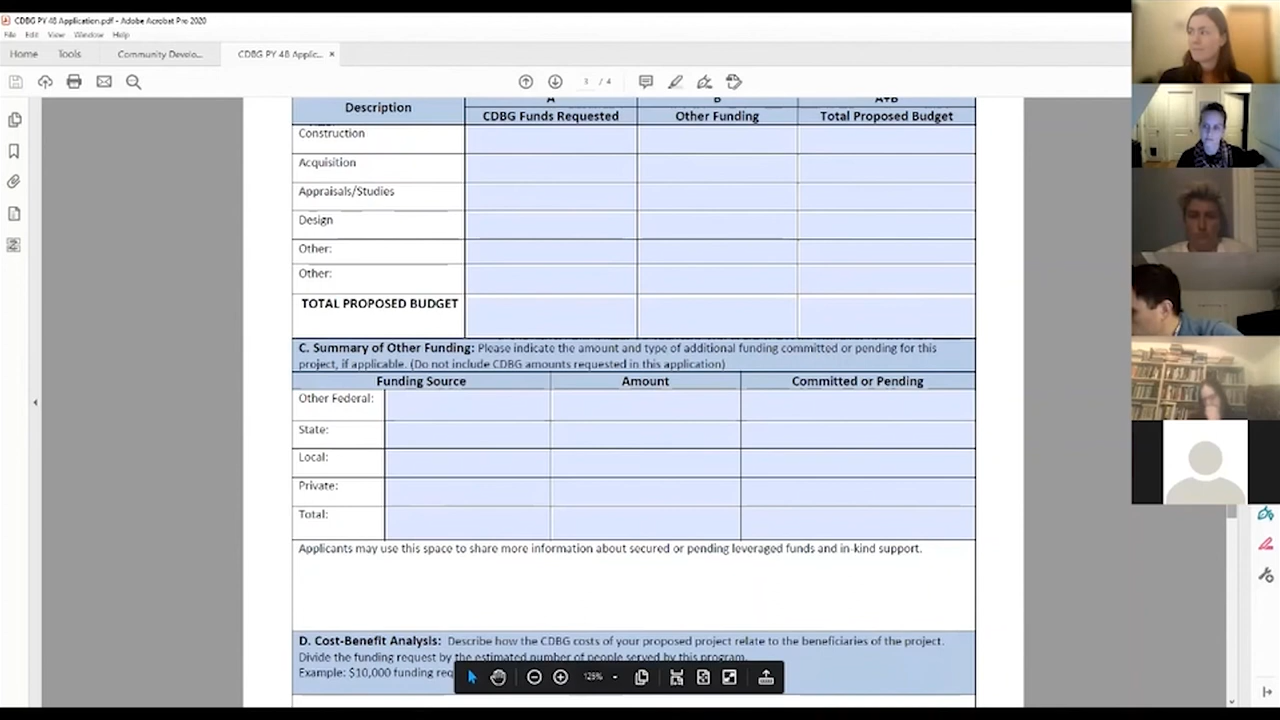 CDBG PY 48 Application.pdf - Adobe Acrobat Pro 2020
File Edit View Window Help
Home Tools Community Develo... CDBG PY 48 Applic... ×
3 / 4
Description
A B A+B
CDBG Funds Requested Other Funding Total Proposed Budget
Construction
Acquisition
Appraisals/Studies
Design
Other:
Other:
TOTAL PROPOSED BUDGET
C. Summary of Other Funding: Please indicate the amount and type of additional funding committed or pending for this
project, if applicable. (Do not include CDBG amounts requested in this application)
Funding Source Amount Committed or Pending
Other Federal:
State:
Local:
Private:
Total:
Applicants may use this space to share more information about secured or pending leveraged funds and in-kind support.
D. Cost-Benefit Analysis: Describe how the CDBG costs of your proposed project relate to the beneficiaries of the project.
Divide the funding request by the estimated number of people served by this program.
Example: $10,000 funding req
125%